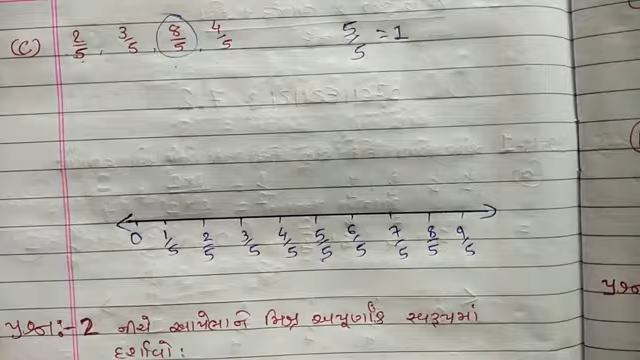 (C) 2/5, 3/5, 8/5, 4/5 5/5 = 1
0 1/5 2/5 3/5 4/5 5/5 6/5 7/5 8/5 9/5
પ્રશ્ન:-2 નીચે આપેલાને મિશ્ર અપૂર્ણાંક સ્વરૂપમાં
દર્શાવો: